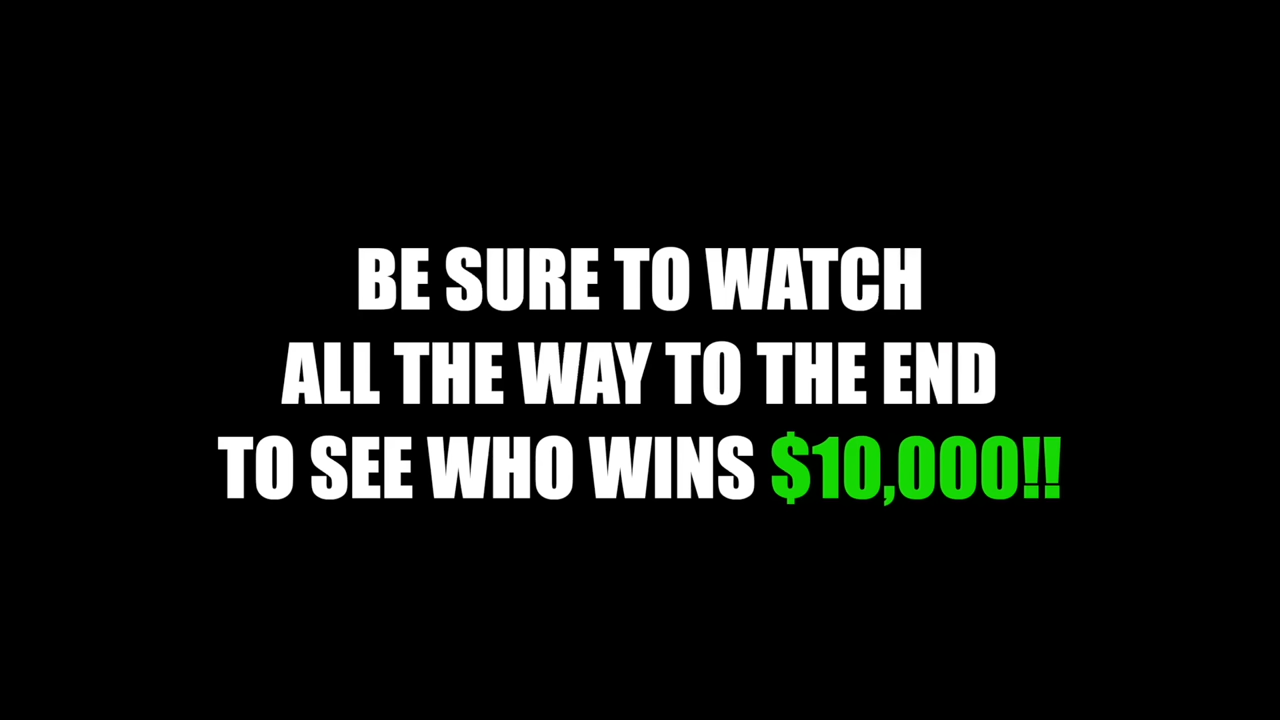 BE SURE TO WATCH
ALL THE WAY TO THE END
TO SEE WHO WINS $10,000!!